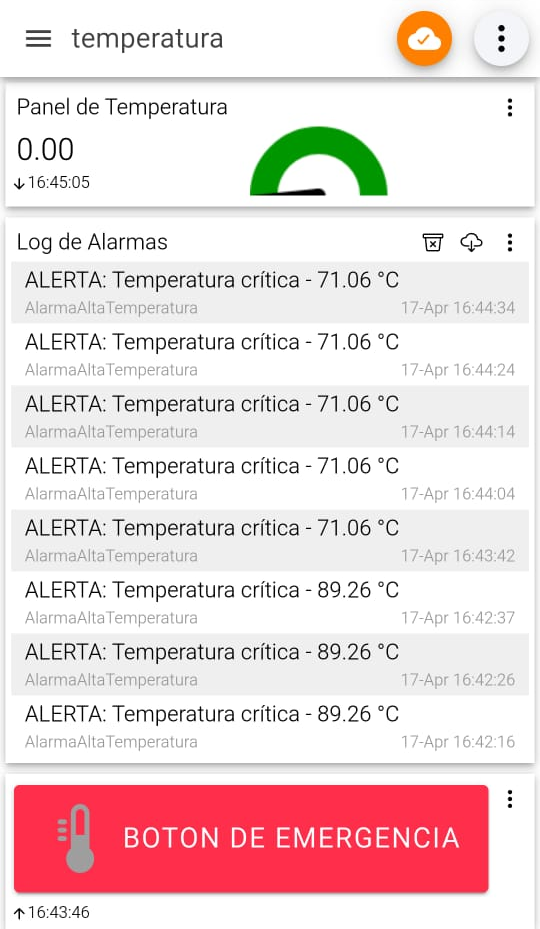 temperatura
Panel de Temperatura
0.00
16:45:05
Log de Alarmas
ALERTA: Temperatura crítica - 71.06 °C
AlarmaAltaTemperatura 17-Apr 16:44:34
ALERTA: Temperatura crítica - 71.06 °C
AlarmaAltaTemperatura 17-Apr 16:44:24
ALERTA: Temperatura crítica - 71.06 °C
AlarmaAltaTemperatura 17-Apr 16:44:14
ALERTA: Temperatura crítica - 71.06 °C
AlarmaAltaTemperatura 17-Apr 16:44:04
ALERTA: Temperatura crítica - 71.06 °C
AlarmaAltaTemperatura 17-Apr 16:43:42
ALERTA: Temperatura crítica - 89.26 °C
AlarmaAltaTemperatura 17-Apr 16:42:37
ALERTA: Temperatura crítica - 89.26 °C
AlarmaAltaTemperatura 17-Apr 16:42:26
ALERTA: Temperatura crítica - 89.26 °C
AlarmaAltaTemperatura 17-Apr 16:42:16
BOTON DE EMERGENCIA
16:43:46